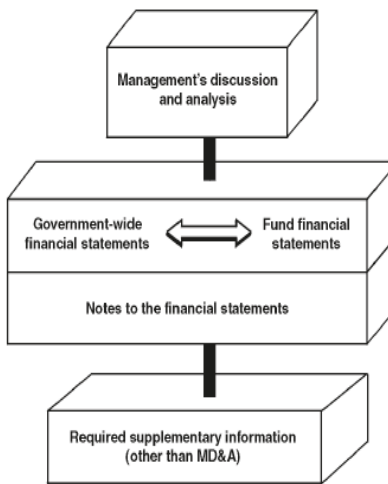 Management's discussion
and analysis
Government-wide
financial statements
Fund financial
statements
Notes to the financial statements
Required supplementary information
(other than MD&A)